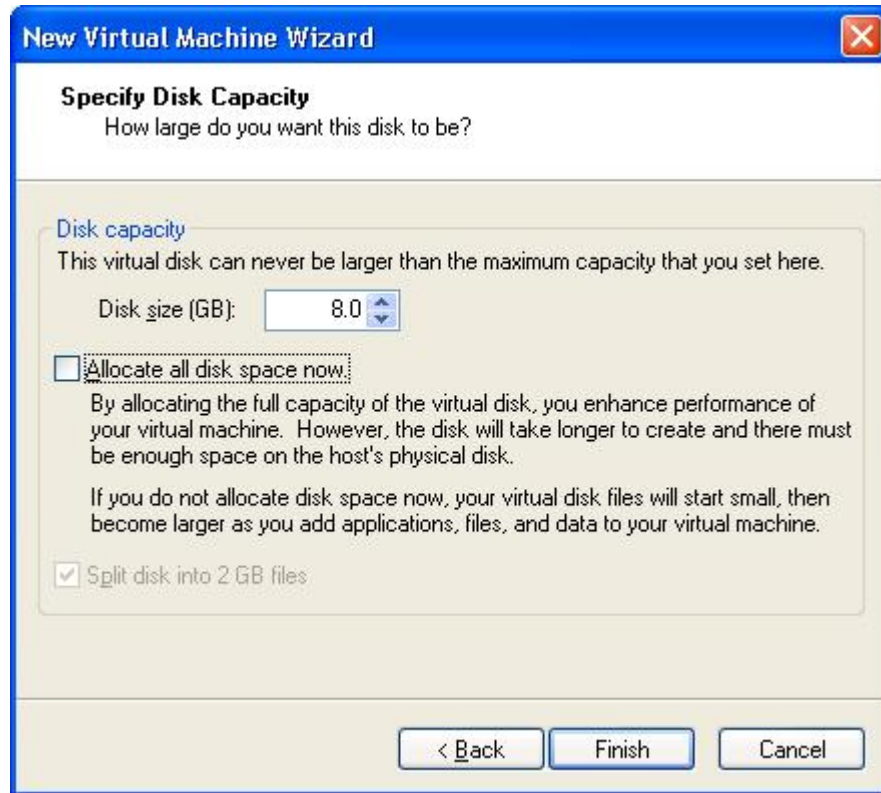 New Virtual Machine Wizard
Specify Disk Capacity
How large do you want this disk to be?
Disk capacity
This virtual disk can never be larger than the maximum capacity that you set here.
Disk size (GB): 8.0
Allocate all disk space now.
By allocating the full capacity of the virtual disk, you enhance performance of
your virtual machine. However, the disk will take longer to create and there must
be enough space on the host's physical disk.
If you do not allocate disk space now, your virtual disk files will start small, then
become larger as you add applications, files, and data to your virtual machine.
Split disk into 2 GB files
< Back Finish Cancel